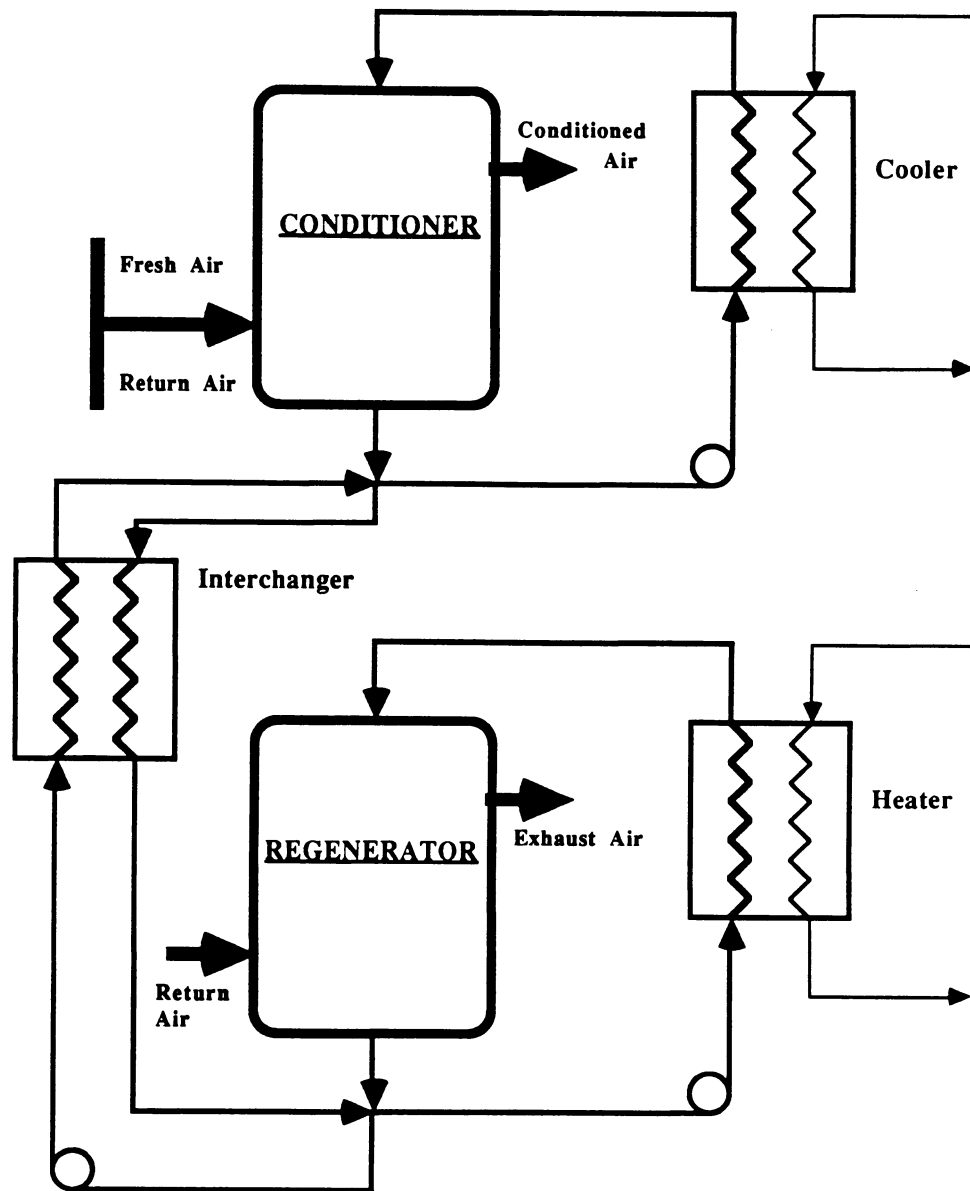 Conditioned
Air
Cooler
CONDITIONER
Fresh Air
Return Air
Interchanger
Heater
Exhaust Air
REGENERATOR
Return
Air